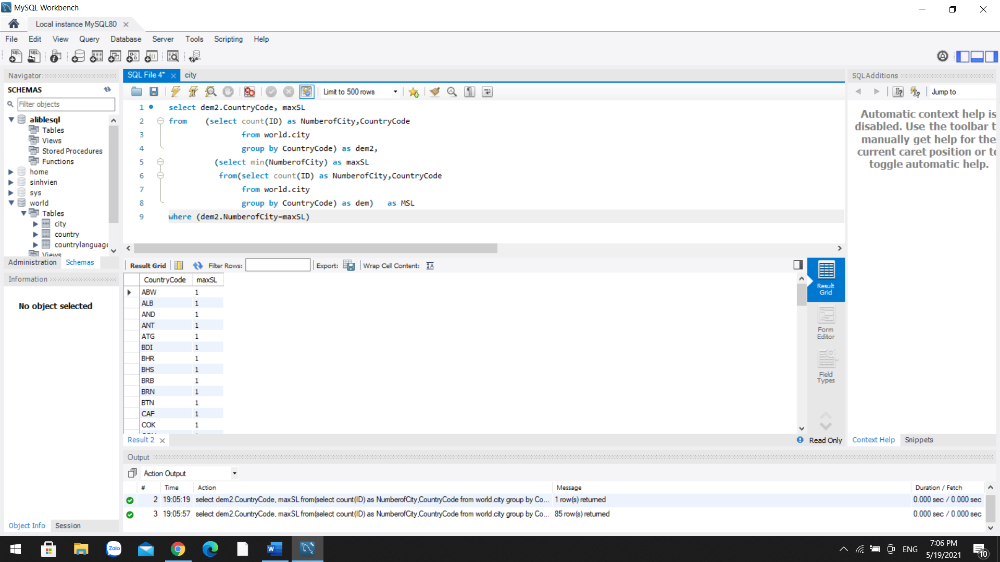 MySQL Workbench
Local instance MySQL80
File Edit View Query Database Server Tools Scripting Help
Navigator
SCHEMAS
Filter objects
aliblesql
Tables
Views
Stored Procedures
Functions
home
sinhvien
sys
world
Tables
city
country
countrylanguage
Views
Administration Schemas
Information
No object selected
Object Info Session
SQL File 4* city
Limit to 500 rows
1 select dem2.CountryCode, maxSL
2 from (select count(ID) as NumberofCity,CountryCode
3 from world.city
4 group by CountryCode) as dem2,
5 (select min(NumberofCity) as maxSL
6 from(select count(ID) as NumberofCity,CountryCode
7 from world.city
8 group by CountryCode) as dem) as MSL
9 where (dem2.NumberofCity=maxSL)
Result Grid Filter Rows: Export: Wrap Cell Content:
CountryCode maxSL
ABW 1
ALB 1
AND 1
ANT 1
ATG 1
BDI 1
BHR 1
BHS 1
BRB 1
BRN 1
BTN 1
CAF 1
COK 1
Result Grid
Form Editor
Field Types
Result 2
Read Only
SQLAdditions
Jump to
Automatic context help is
disabled. Use the toolbar t
manually get help for the
current caret position or to
toggle automatic help.
Context Help Snippets
Output
Action Output
# Time Action Message Duration / Fetch
2 19:05:19 select dem2.CountryCode, maxSL from(select count(ID) as NumberofCity,CountryCode from world.city group by Co... 1 row(s) returned 0.000 sec / 0.000 sec
3 19:05:57 select dem2.CountryCode, maxSL from(select count(ID) as NumberofCity,CountryCode from world.city group by Co... 85 row(s) returned 0.000 sec / 0.000 sec
Zalo
ENG
7:06 PM
5/19/2021
10